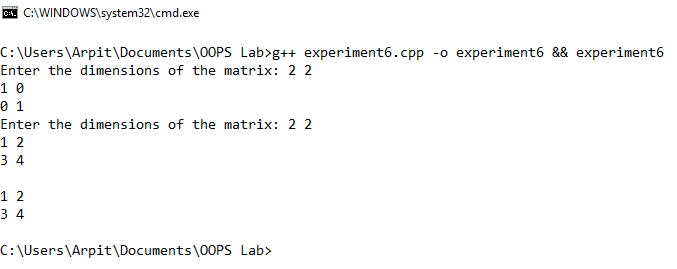 C:\WINDOWS\system32\cmd.exe
C:\Users\Arpit\Documents\OOPS Lab>g++ experiment6.cpp -o experiment6 && experiment6
Enter the dimensions of the matrix: 2 2
1 0
0 1
Enter the dimensions of the matrix: 2 2
1 2
3 4
1 2
3 4
C:\Users\Arpit\Documents\OOPS Lab>